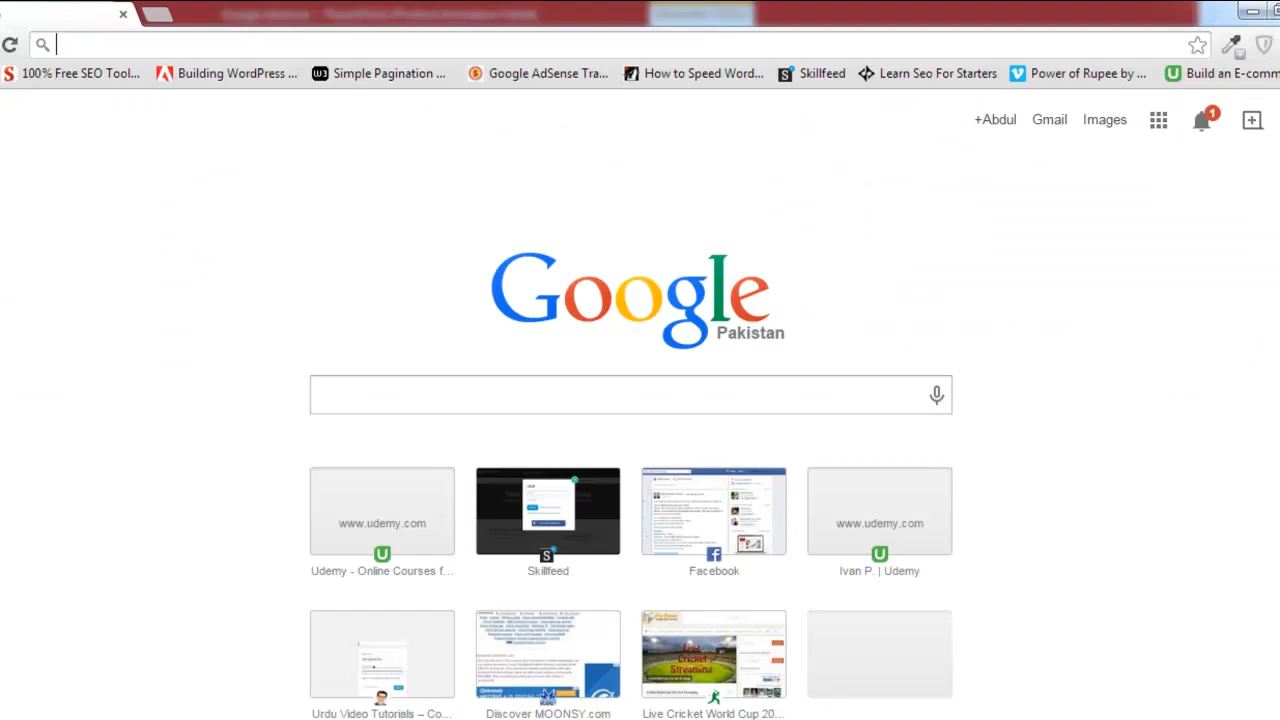 100% Free SEO Tool... Building WordPress ... Simple Pagination ... Google AdSense Tra... How to Speed Word... Skillfeed Learn Seo For Starters Power of Rupee by ... Build an E-comm
+Abdul Gmail Images 1
Google
Pakistan
www.udemy.com www.udemy.com
Udemy - Online Courses f... Skillfeed Facebook Ivan P. | Udemy
Live
Cricket
Streaming
Urdu Video Tutorials – Co... Discover MOONSY.com Live Cricket World Cup 20...